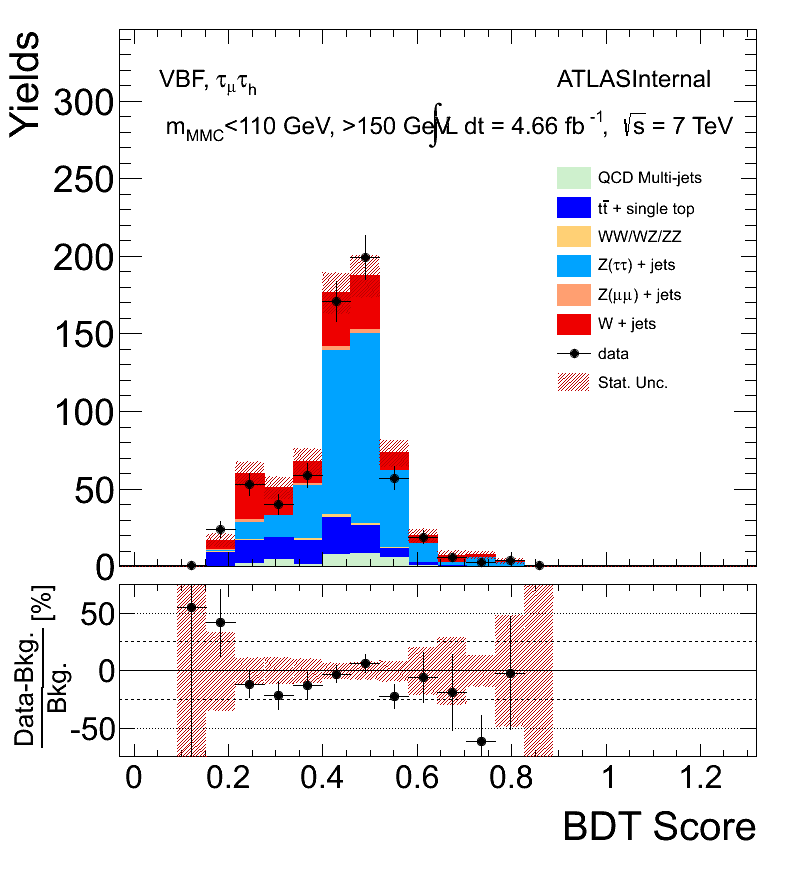 Yields
VBF, τμτh
ATLASInternal
mMMC<110 GeV, >150 GeV
∫L dt = 4.66 fb-1, √s = 7 TeV
QCD Multi-jets
tt̄ + single top
WW/WZ/ZZ
Z(ττ) + jets
Z(μμ) + jets
W + jets
data
Stat. Unc.
300
250
200
150
100
50
0
Data-Bkg.
Bkg.
[%]
50
0
-50
0 0.2 0.4 0.6 0.8 1 1.2
BDT Score